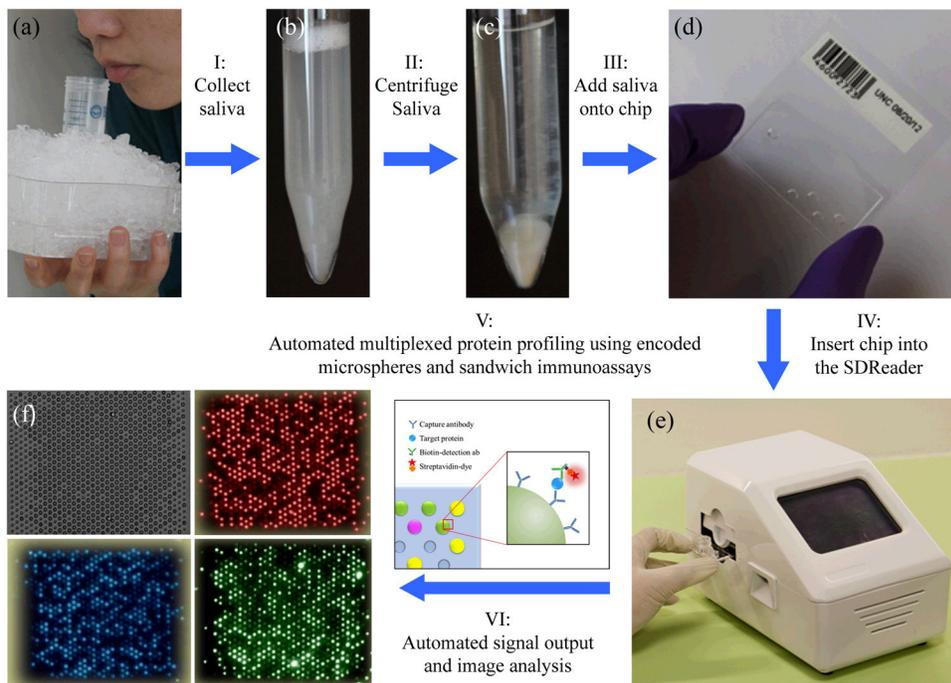 (a)
I:
Collect
saliva
(b)
II:
Centrifuge
Saliva
(c)
III:
Add saliva
onto chip
(d)
UNC 08/20/12
V:
Automated multiplexed protein profiling using encoded
microspheres and sandwich immunoassays
IV:
Insert chip into
the SDReader
(f)
Capture antibody
Target protein
Biotin-detection ab
Streptavidin-dye
(e)
VI:
Automated signal output
and image analysis